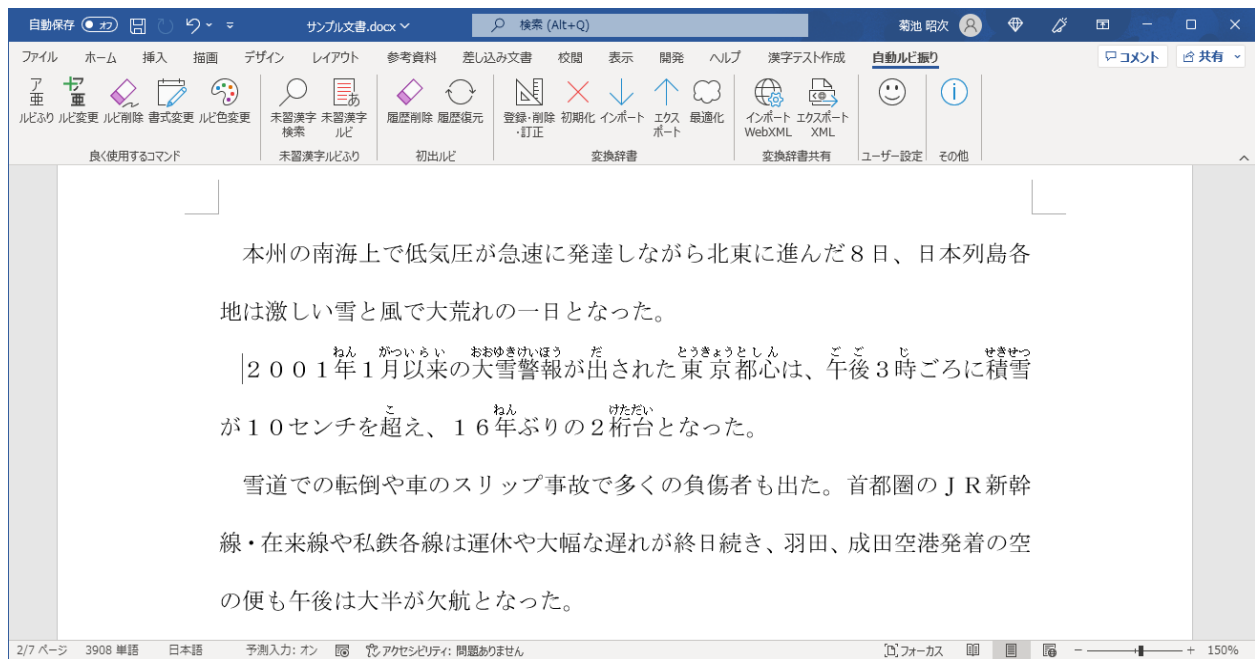 自動保存 オフ サンプル文書.docx 検索 (Alt+Q) 菊池 昭次
ファイル ホーム 挿入 描画 デザイン レイアウト 参考資料 差し込み文書 校閲 表示 開発 ヘルプ 漢字テスト作成 自動ルビ振り コメント 共有
ア亜 ア亜 あ
ルビふり ルビ変更 ルビ削除 書式変更 ルビ色変更 未習漢字検索 未習漢字ルビ 履歴削除 履歴復元 登録・削除・訂正 初期化 インポート エクスポート 最適化 インポートWebXML エクスポートXML
良く使用するコマンド 未習漢字ルビふり 初出ルビ 変換辞書 変換辞書共有 ユーザー設定 その他
本州の南海上で低気圧が急速に発達しながら北東に進んだ8日、日本列島各
地は激しい雪と風で大荒れの一日となった。
ねん がついらい おおゆきけいほう だ とうきょうとしん ごご じ せきせつ
2001年1月以来の大雪警報が出された東京都心は、午後3時ごろに積雪
こ ねん けただい
が10センチを超え、16年ぶりの2桁台となった。
雪道での転倒や車のスリップ事故で多くの負傷者も出た。首都圏のJR新幹
線・在来線や私鉄各線は運休や大幅な遅れが終日続き、羽田、成田空港発着の空
の便も午後は大半が欠航となった。
2/7 ページ 3908 単語 日本語 予測入力: オン アクセシビリティ: 問題ありません フォーカス 150%